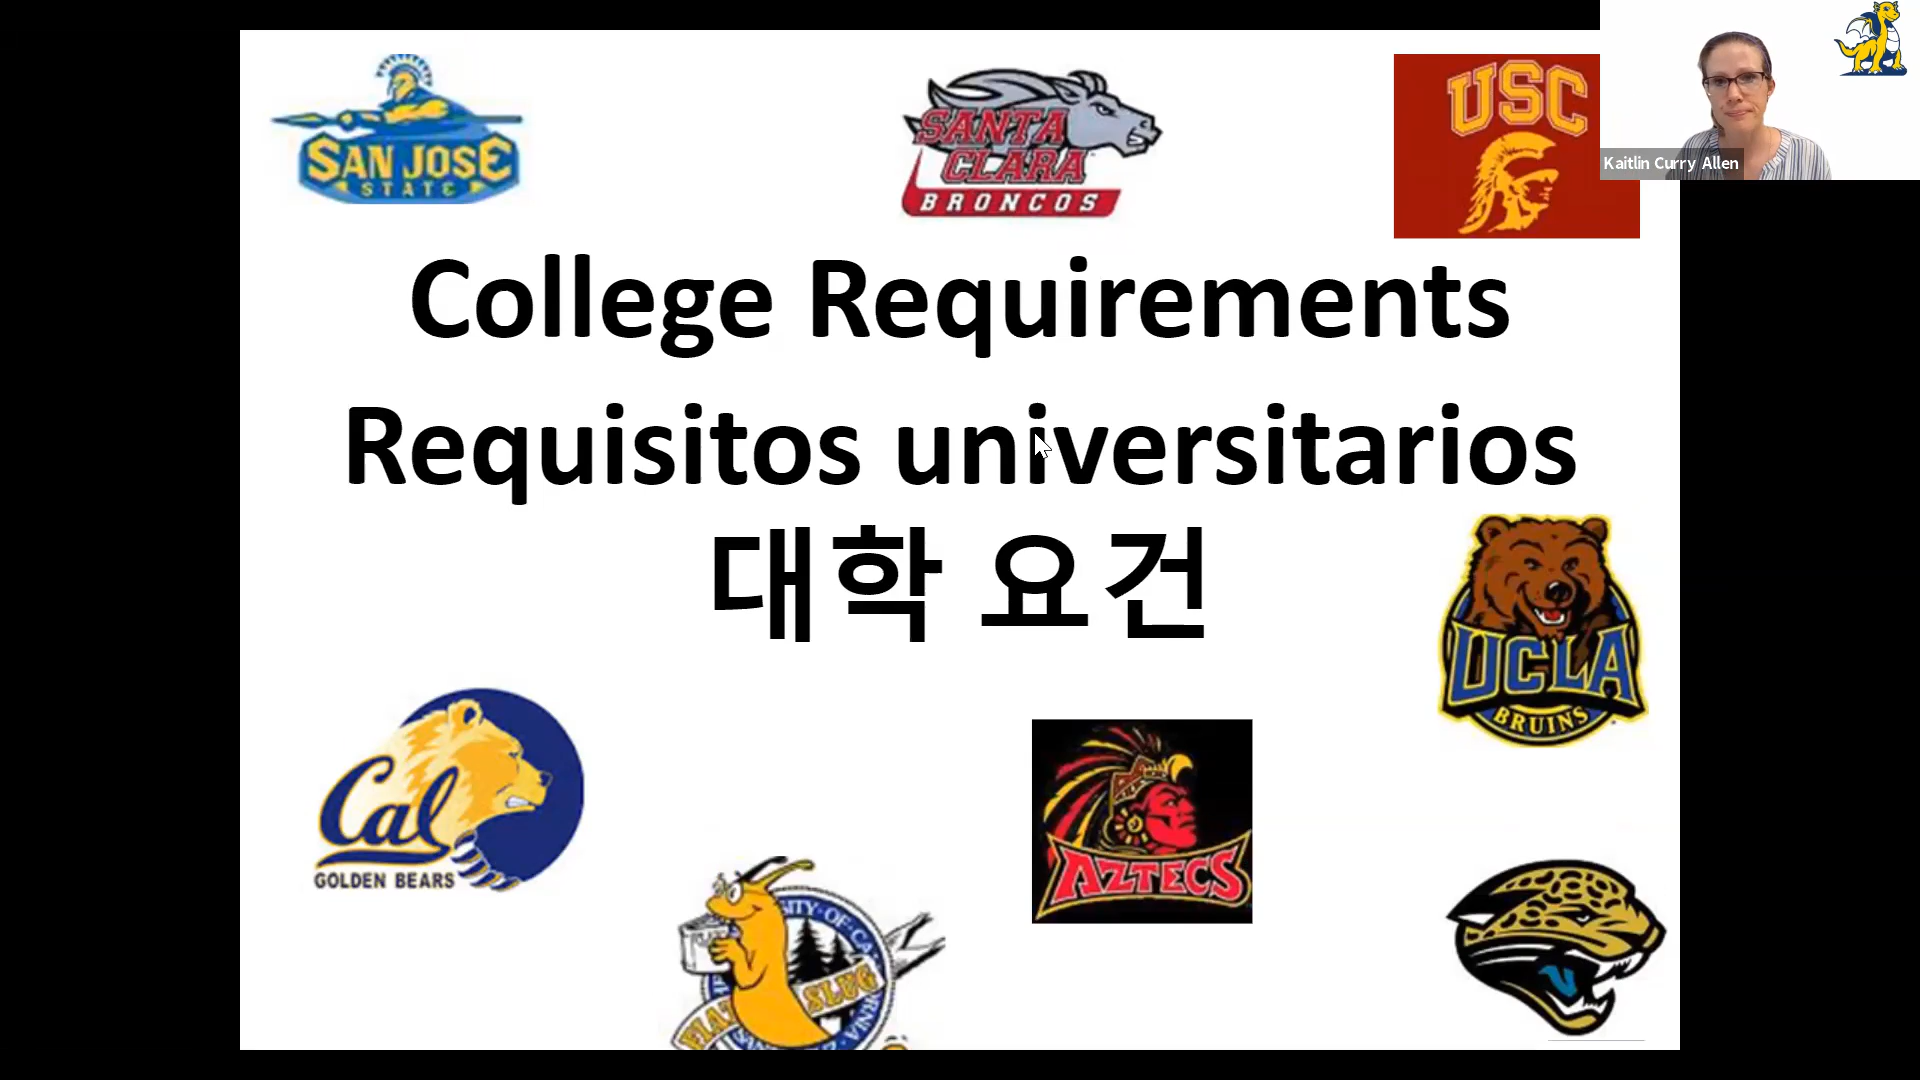 SAN JOSE
STATE
SANTA
CLARA
BRONCOS
USC
Kaitlin Curry Allen
College Requirements
Requisitos universitarios
대학 요건
UCLA
BRUINS
Cal
GOLDEN BEARS
AZTECS
SLUG